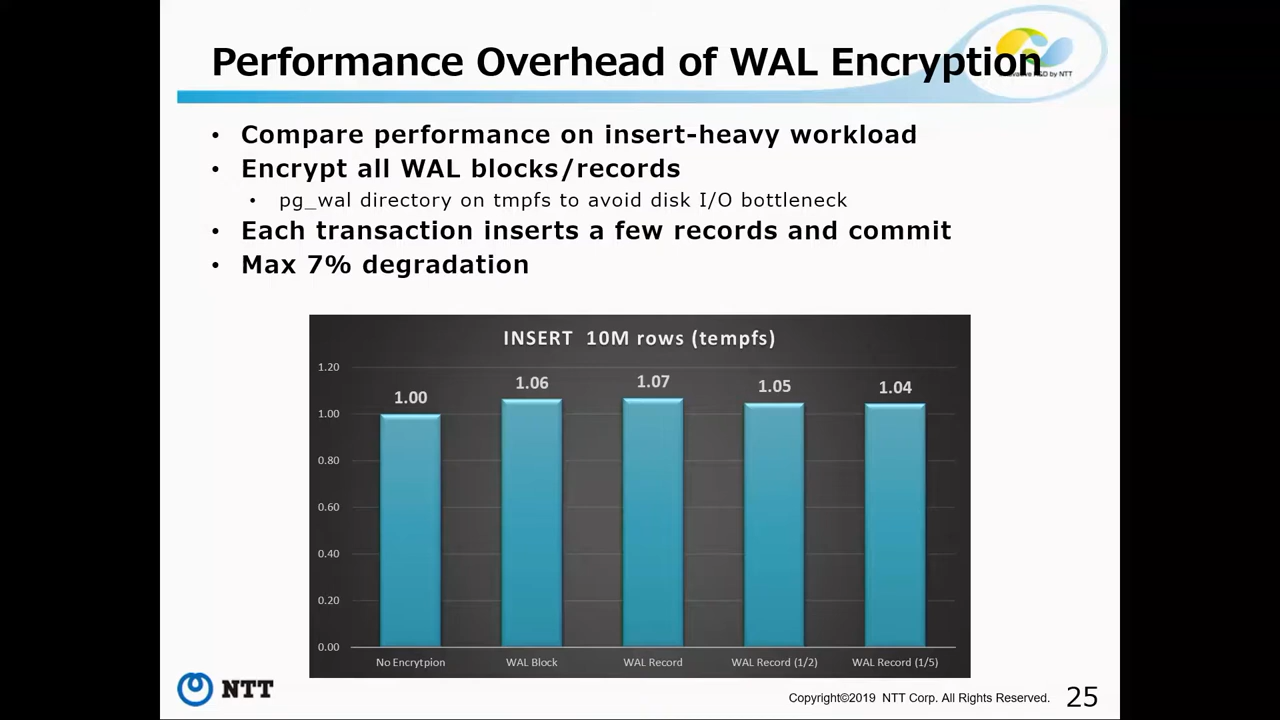 Performance Overhead of WAL Encryption
by NTT
• Compare performance on insert-heavy workload
• Encrypt all WAL blocks/records
• pg_wal directory on tmpfs to avoid disk I/O bottleneck
• Each transaction inserts a few records and commit
• Max 7% degradation
INSERT 10M rows (tempfs)
1.20
1.00
0.80
0.60
0.40
0.20
0.00
1.00
1.06
1.07
1.05
1.04
No Encrytpion
WAL Block
WAL Record
WAL Record (1/2)
WAL Record (1/5)
NTT
Copyright©2019 NTT Corp. All Rights Reserved.
25